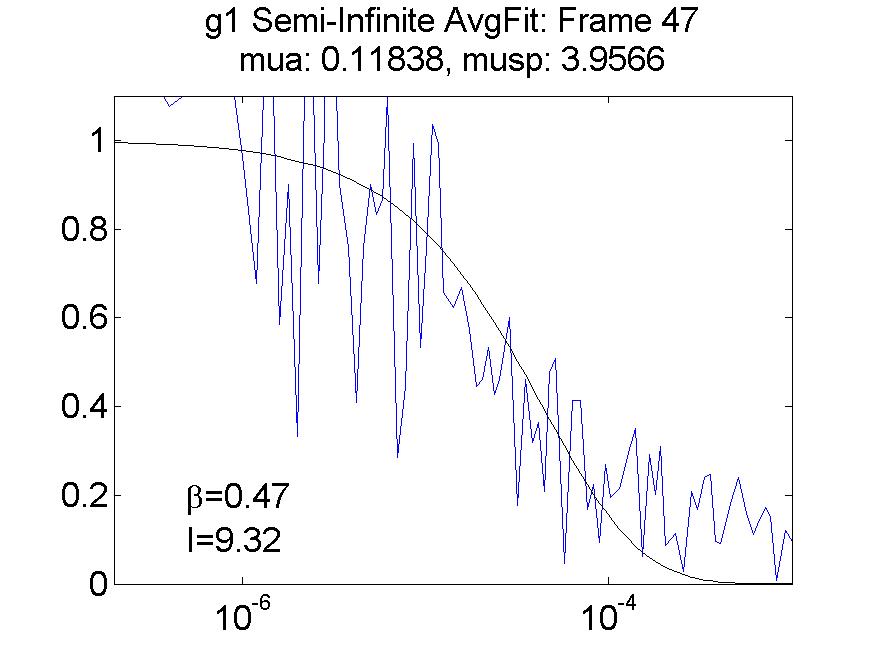 g1 Semi-Infinite AvgFit: Frame 47
mua: 0.11838, musp: 3.9566
1
0.8
0.6
0.4
0.2
0
β=0.47
I=9.32
10^-6
10^-4